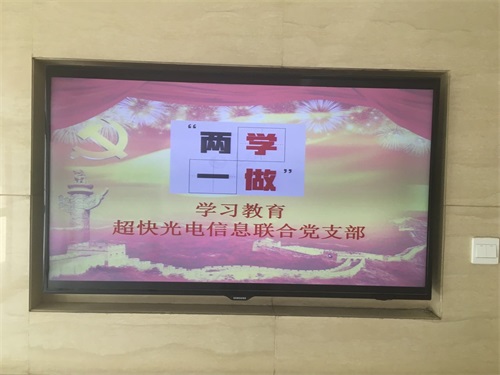 “两学
一做”
学习教育
超快光电信息联合党支部